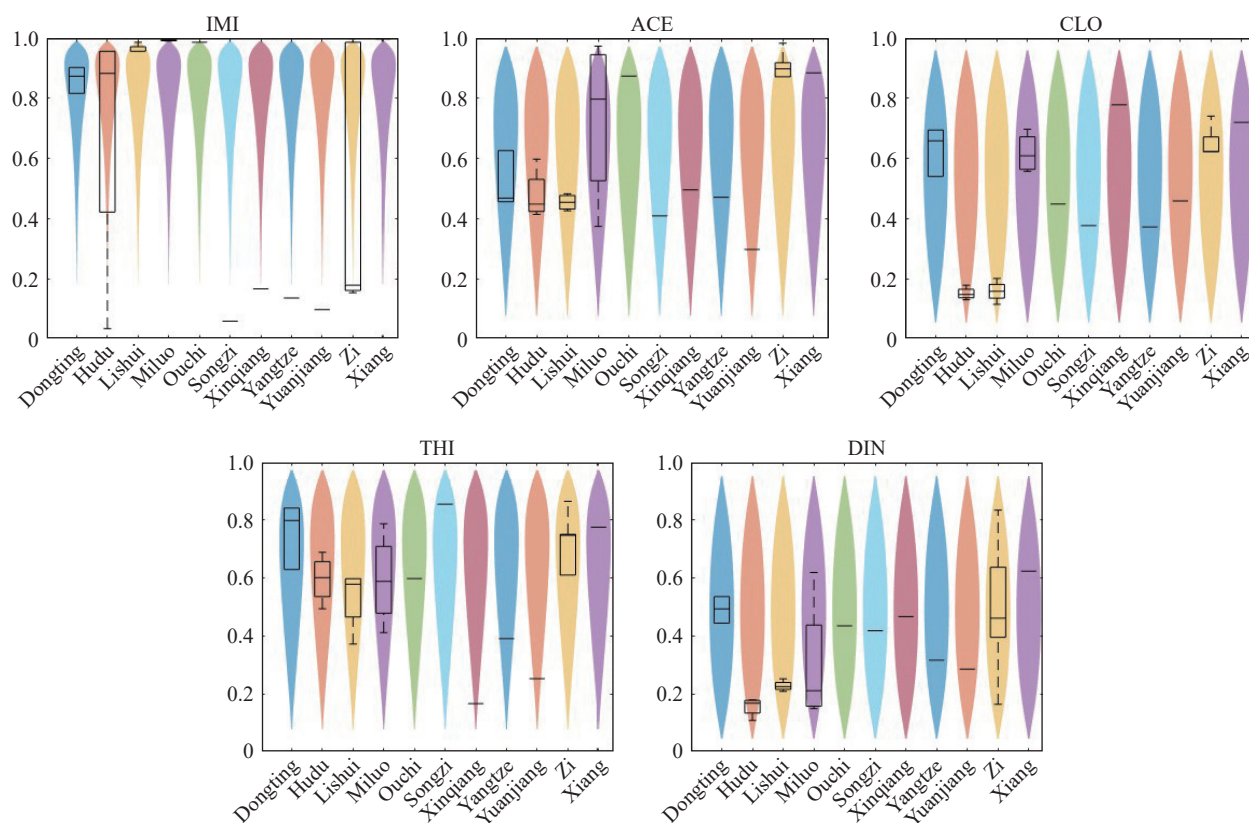 IMI
1.0
0.8
0.6
0.4
0.2
0
Dongting
Hudu
Lishui
Miluo
Ouchi
Songzi
Xinqiang
Yangtze
Yuanjiang
Zi
Xiang
ACE
1.0
0.8
0.6
0.4
0.2
0
Dongting
Hudu
Lishui
Miluo
Ouchi
Songzi
Xinqiang
Yangtze
Yuanjiang
Zi
Xiang
CLO
1.0
0.8
0.6
0.4
0.2
0
Dongting
Hudu
Lishui
Miluo
Ouchi
Songzi
Xinqiang
Yangtze
Yuanjiang
Zi
Xiang
THI
1.0
0.8
0.6
0.4
0.2
0
Dongting
Hudu
Lishui
Miluo
Ouchi
Songzi
Xinqiang
Yangtze
Yuanjiang
Zi
Xiang
DIN
1.0
0.8
0.6
0.4
0.2
0
Dongting
Hudu
Lishui
Miluo
Ouchi
Songzi
Xinqiang
Yangtze
Yuanjiang
Zi
Xiang